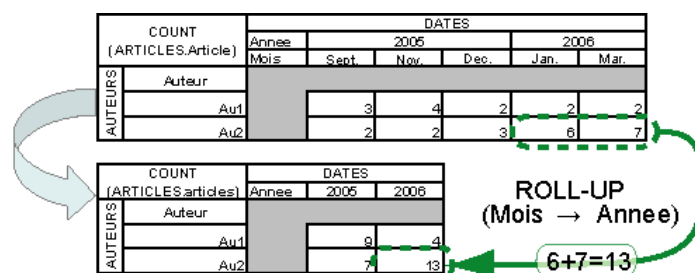 COUNT
(ARTICLES.Article)
DATES
Annee 2005 2006
Mois Sept. Nov. Dec. Jan. Mar.
AUTEURS
Auteur
Au1 3 4 2 2 2
Au2 2 2 3 6 7
COUNT
(ARTICLES.articles)
DATES
Annee 2005 2006
AUTEURS
Auteur
Au1 9 4
Au2 7 13
ROLL-UP
(Mois → Annee)
6+7=13